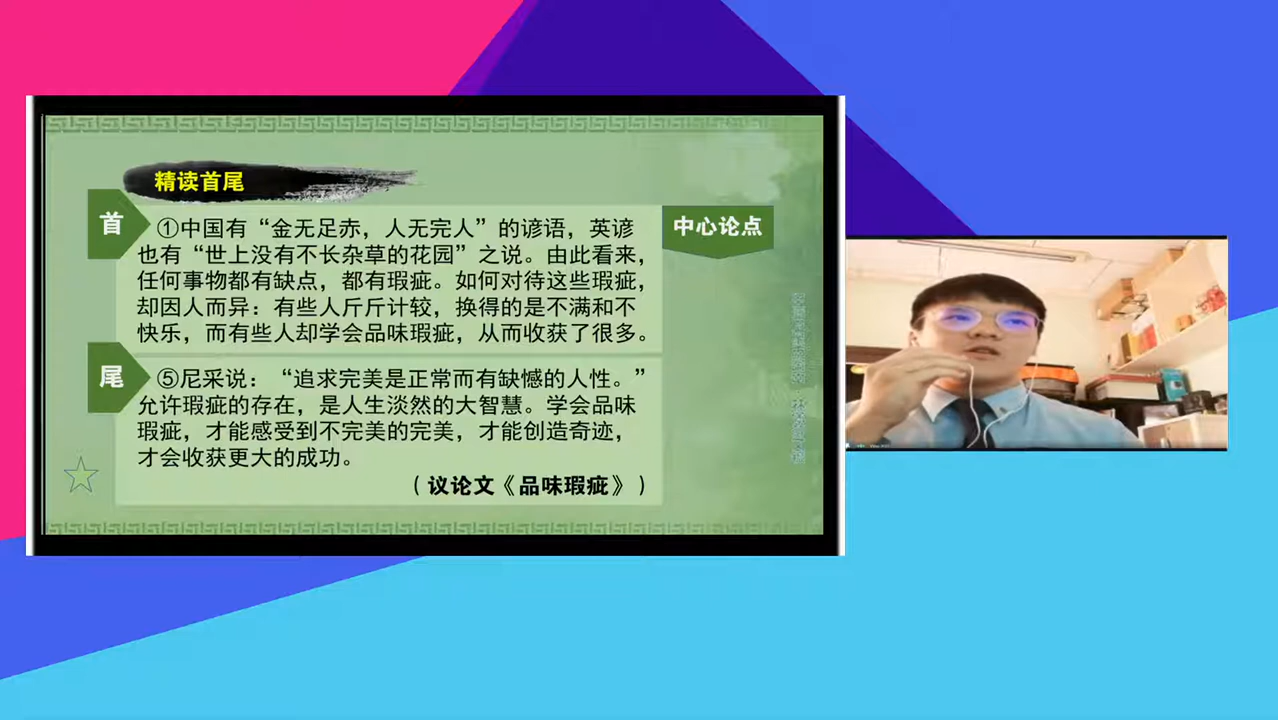 精读首尾
首
①中国有“金无足赤，人无完人”的谚语，英谚
也有“世上没有不长杂草的花园”之说。由此看来，
任何事物都有缺点，都有瑕疵。如何对待这些瑕疵，
却因人而异：有些人斤斤计较，换得的是不满和不
快乐，而有些人却学会品味瑕疵，从而收获了很多。
中心论点
尾
⑤尼采说：“追求完美是正常而有缺憾的人性。”
允许瑕疵的存在，是人生淡然的大智慧。学会品味
瑕疵，才能感受到不完美的完美，才能创造奇迹，
才会收获更大的成功。
（议论文《品味瑕疵》）